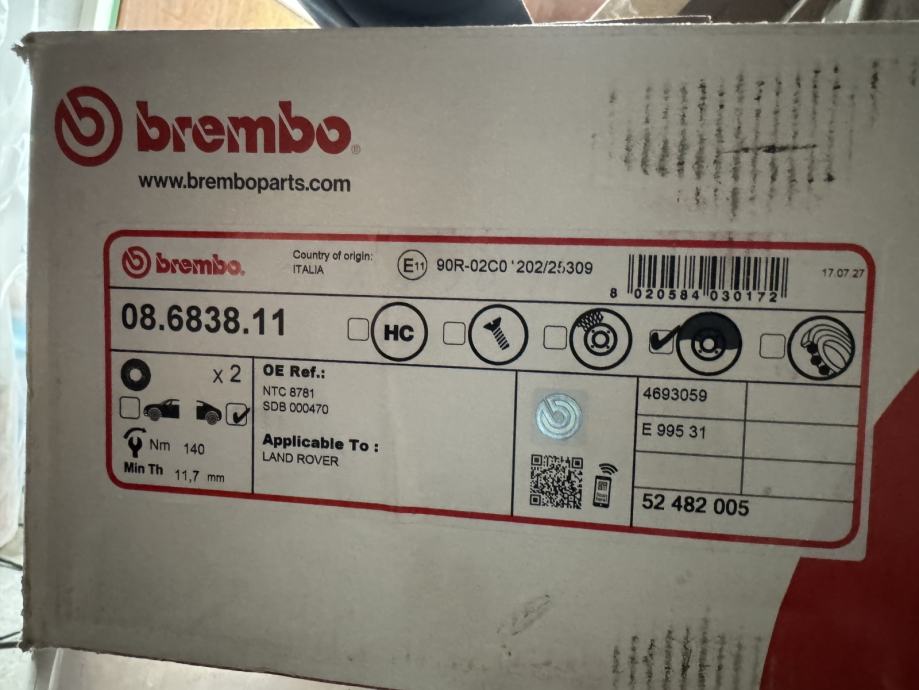 brembo®
www.bremboparts.com
brembo.
Country of origin:
ITALIA
E11 90R-02C0 202/25309
8 020584 030172
17.07.27
08.6838.11
HC
x 2
Nm 140
Min Th 11,7 mm
OE Ref.:
NTC 8781
SDB 000470
Applicable To :
LAND ROVER
4693059
E 995 31
52 482 005